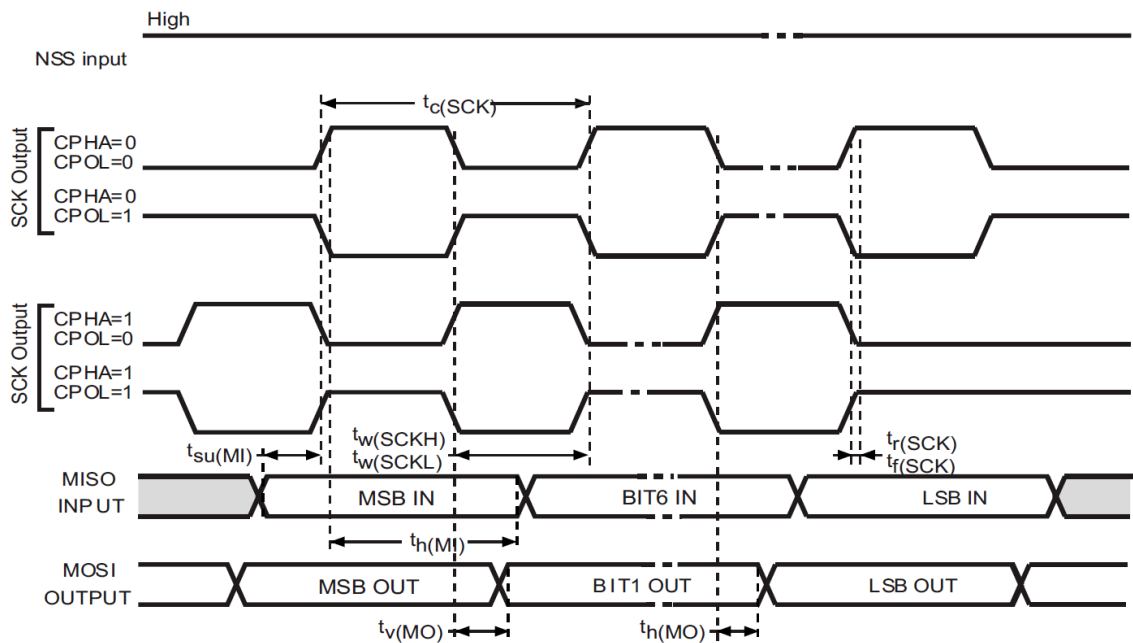 High
NSS input
tc(SCK)
SCK Output
CPHA=0
CPOL=0
CPHA=0
CPOL=1
SCK Output
CPHA=1
CPOL=0
CPHA=1
CPOL=1
tsu(MI)
tw(SCKH)
tw(SCKL)
tr(SCK)
tf(SCK)
MISO
INPUT
MSB IN
BIT6 IN
LSB IN
th(MI)
MOSI
OUTPUT
MSB OUT
BIT1 OUT
LSB OUT
tv(MO)
th(MO)